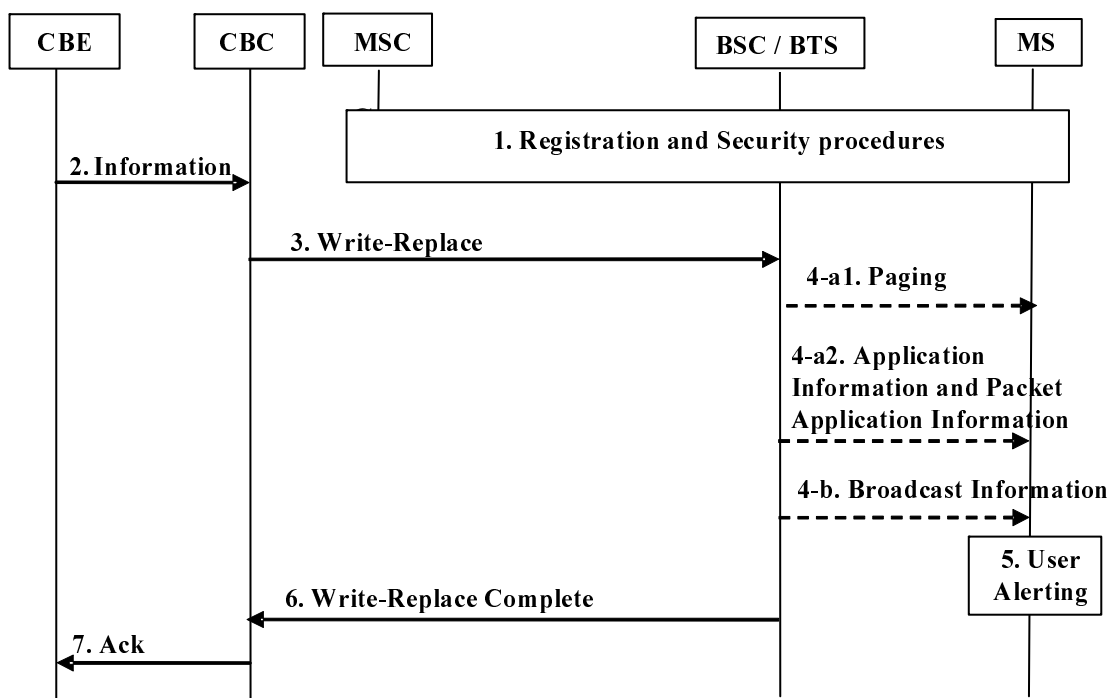 CBE
CBC
MSC
BSC / BTS
MS
1. Registration and Security procedures
2. Information
3. Write-Replace
4-a1. Paging
4-a2. Application
Information and Packet
Application Information
4-b. Broadcast Information
5. User
Alerting
6. Write-Replace Complete
7. Ack